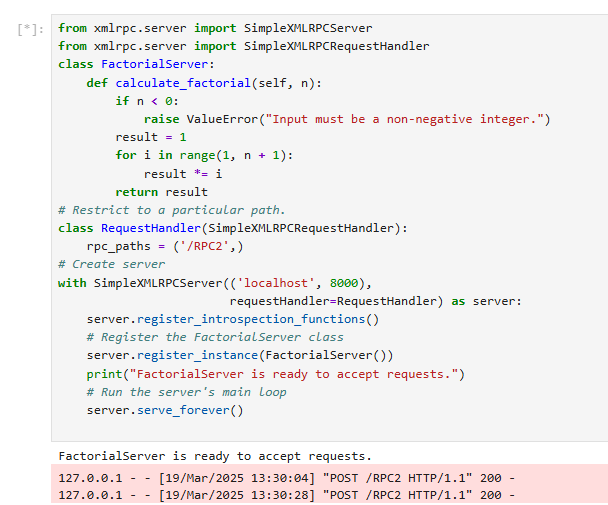 [*]: from xmlrpc.server import SimpleXMLRPCServer
from xmlrpc.server import SimpleXMLRPCRequestHandler
class FactorialServer:
    def calculate_factorial(self, n):
        if n < 0:
            raise ValueError("Input must be a non-negative integer.")
        result = 1
        for i in range(1, n + 1):
            result *= i
        return result
# Restrict to a particular path.
class RequestHandler(SimpleXMLRPCRequestHandler):
    rpc_paths = ('/RPC2',)
# Create server
with SimpleXMLRPCServer(('localhost', 8000),
                        requestHandler=RequestHandler) as server:
    server.register_introspection_functions()
    # Register the FactorialServer class
    server.register_instance(FactorialServer())
    print("FactorialServer is ready to accept requests.")
    # Run the server's main loop
    server.serve_forever()
FactorialServer is ready to accept requests.
127.0.0.1 - - [19/Mar/2025 13:30:04] "POST /RPC2 HTTP/1.1" 200 -
127.0.0.1 - - [19/Mar/2025 13:30:28] "POST /RPC2 HTTP/1.1" 200 -